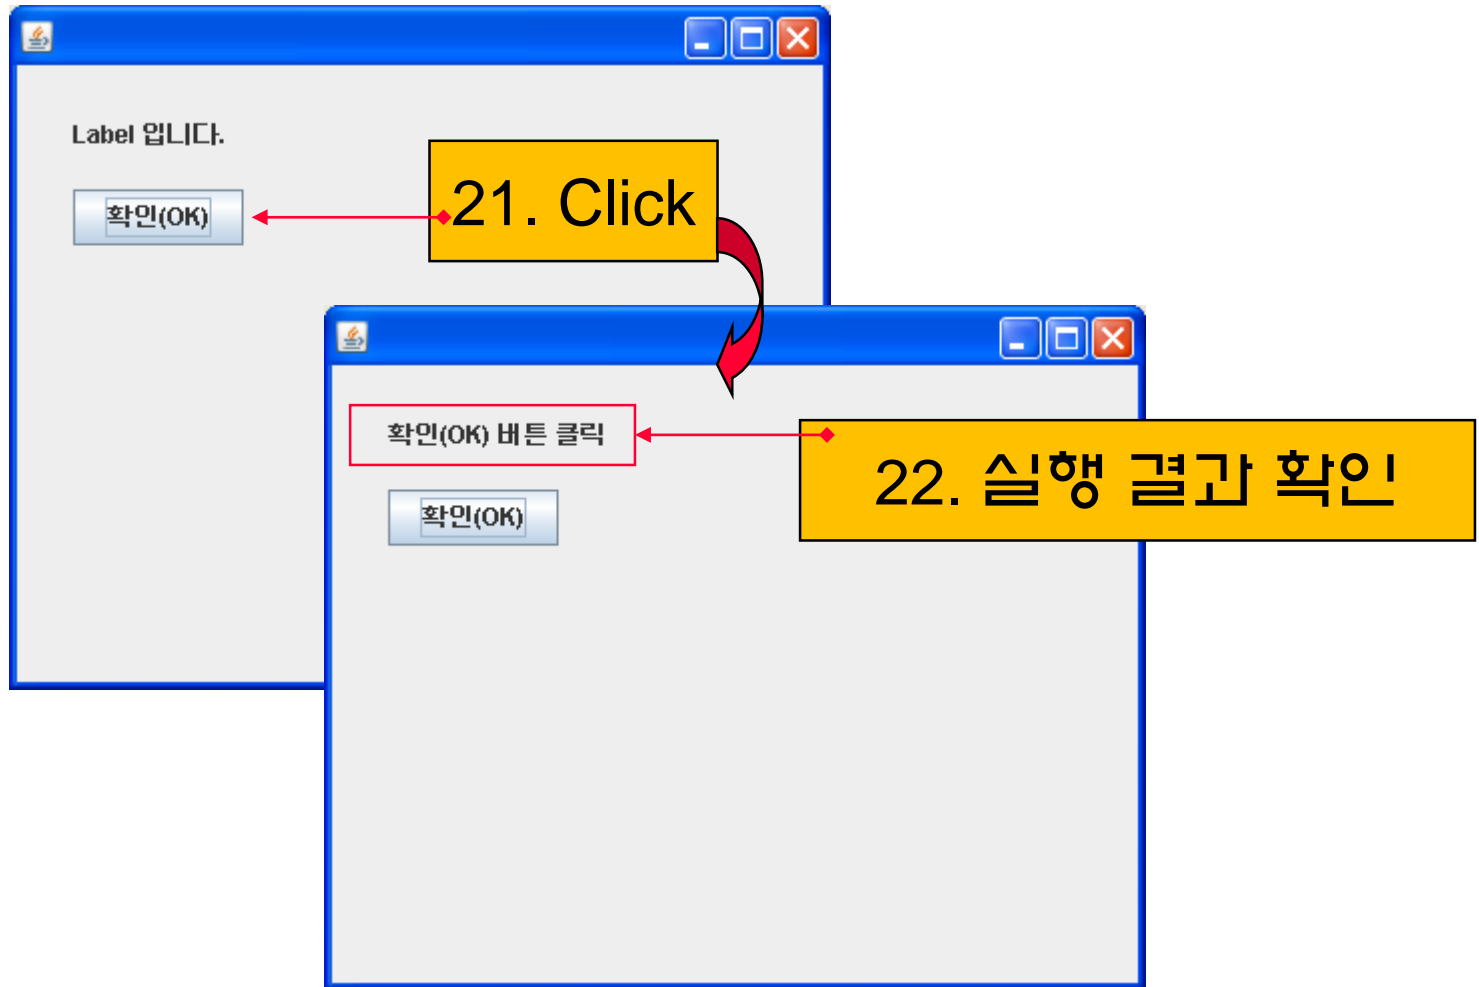 Label 입니다.
확인(OK)
21. Click
확인(OK) 버튼 클릭
확인(OK)
22. 실행 결과 확인